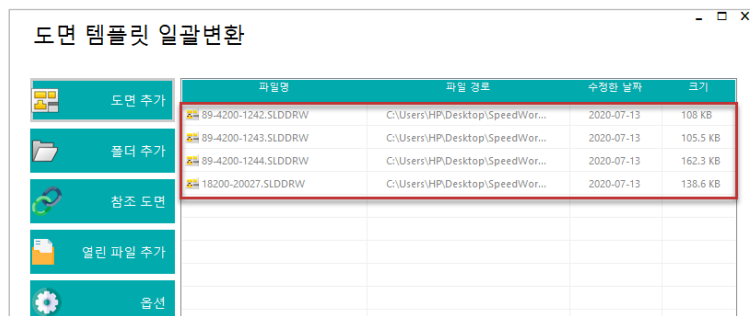 도면 템플릿 일괄변환
파일명 파일 경로 수정한 날짜 크기
도면 추가
89-4200-1242.SLDDRW C:\Users\HP\Desktop\SpeedWor... 2020-07-13 108 KB
89-4200-1243.SLDDRW C:\Users\HP\Desktop\SpeedWor... 2020-07-13 105.5 KB
폴더 추가
89-4200-1244.SLDDRW C:\Users\HP\Desktop\SpeedWor... 2020-07-13 162.3 KB
18200-20027.SLDDRW C:\Users\HP\Desktop\SpeedWor... 2020-07-13 138.6 KB
참조 도면
열린 파일 추가
옵션